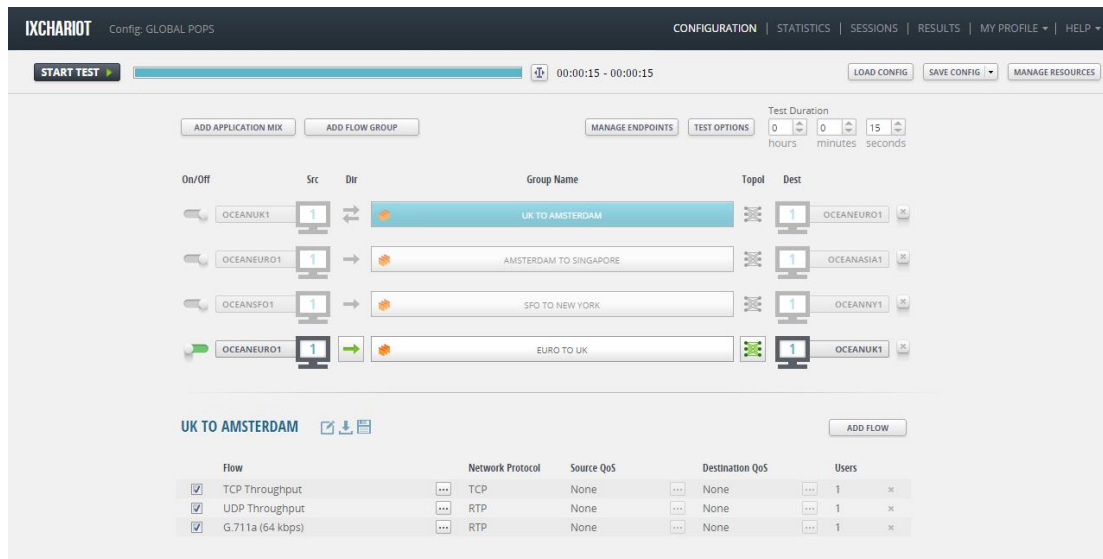 IXCHARIOT Config: GLOBAL POPS CONFIGURATION | STATISTICS | SESSIONS | RESULTS | MY PROFILE | HELP
START TEST 00:00:15 - 00:00:15 LOAD CONFIG SAVE CONFIG MANAGE RESOURCES
Test Duration
ADD APPLICATION MIX ADD FLOW GROUP MANAGE ENDPOINTS TEST OPTIONS 0 0 15
hours minutes seconds
On/Off Src Dir Group Name Topol Dest
OCEANUK1 1 UK TO AMSTERDAM 1 OCEANEURO1
OCEANEURO1 1 AMSTERDAM TO SINGAPORE 1 OCEANASIA1
OCEANSFO1 1 SFO TO NEW YORK 1 OCEANNY1
OCEANEURO1 1 EURO TO UK 1 OCEANUK1
UK TO AMSTERDAM ADD FLOW
Flow Network Protocol Source QoS Destination QoS Users
TCP Throughput ... TCP None ... None ... 1
UDP Throughput ... RTP None ... None ... 1
G.711a (64 kbps) ... RTP None ... None ... 1